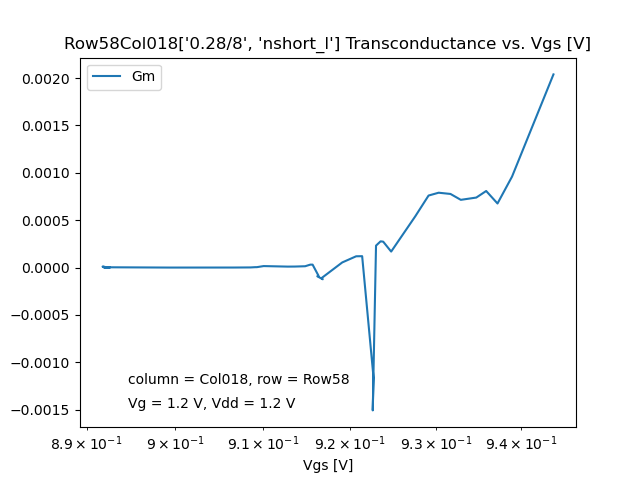 Row58Col018['0.28/8', 'nshort_l'] Transconductance vs. Vgs [V]
Gm
0.0020
0.0015
0.0010
0.0005
0.0000
−0.0005
−0.0010
−0.0015
column = Col018, row = Row58
Vg = 1.2 V, Vdd = 1.2 V
8.9 × 10⁻¹ 9 × 10⁻¹ 9.1 × 10⁻¹ 9.2 × 10⁻¹ 9.3 × 10⁻¹ 9.4 × 10⁻¹
Vgs [V]